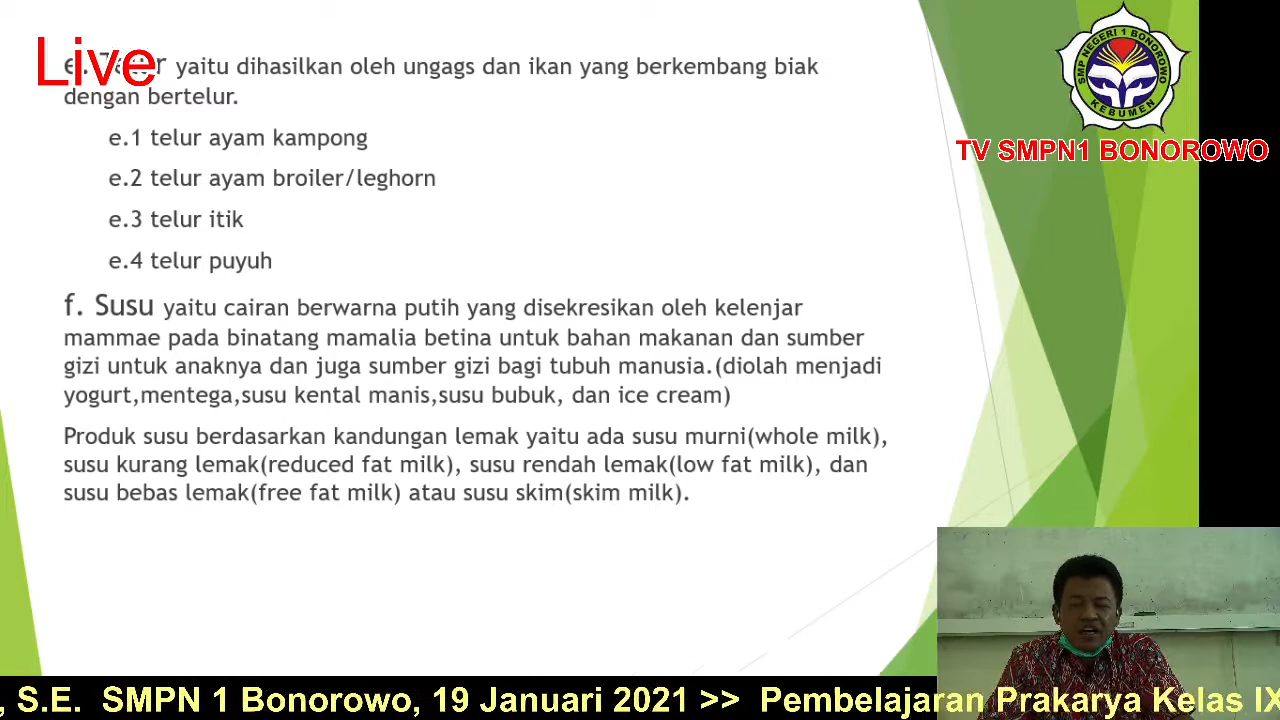 Live
e. Telur yaitu dihasilkan oleh ungags dan ikan yang berkembang biak
dengan bertelur.
e.1 telur ayam kampong
e.2 telur ayam broiler/leghorn
e.3 telur itik
e.4 telur puyuh
f. Susu yaitu cairan berwarna putih yang disekresikan oleh kelenjar
mammae pada binatang mamalia betina untuk bahan makanan dan sumber
gizi untuk anaknya dan juga sumber gizi bagi tubuh manusia.(diolah menjadi
yogurt,mentega,susu kental manis,susu bubuk, dan ice cream)
Produk susu berdasarkan kandungan lemak yaitu ada susu murni(whole milk),
susu kurang lemak(reduced fat milk), susu rendah lemak(low fat milk), dan
susu bebas lemak(free fat milk) atau susu skim(skim milk).
SMP NEGERI 1 BONOROWO
KEBUMEN
TV SMPN1 BONOROWO
, S.E. SMPN 1 Bonorowo, 19 Januari 2021 >> Pembelajaran Prakarya Kelas IX